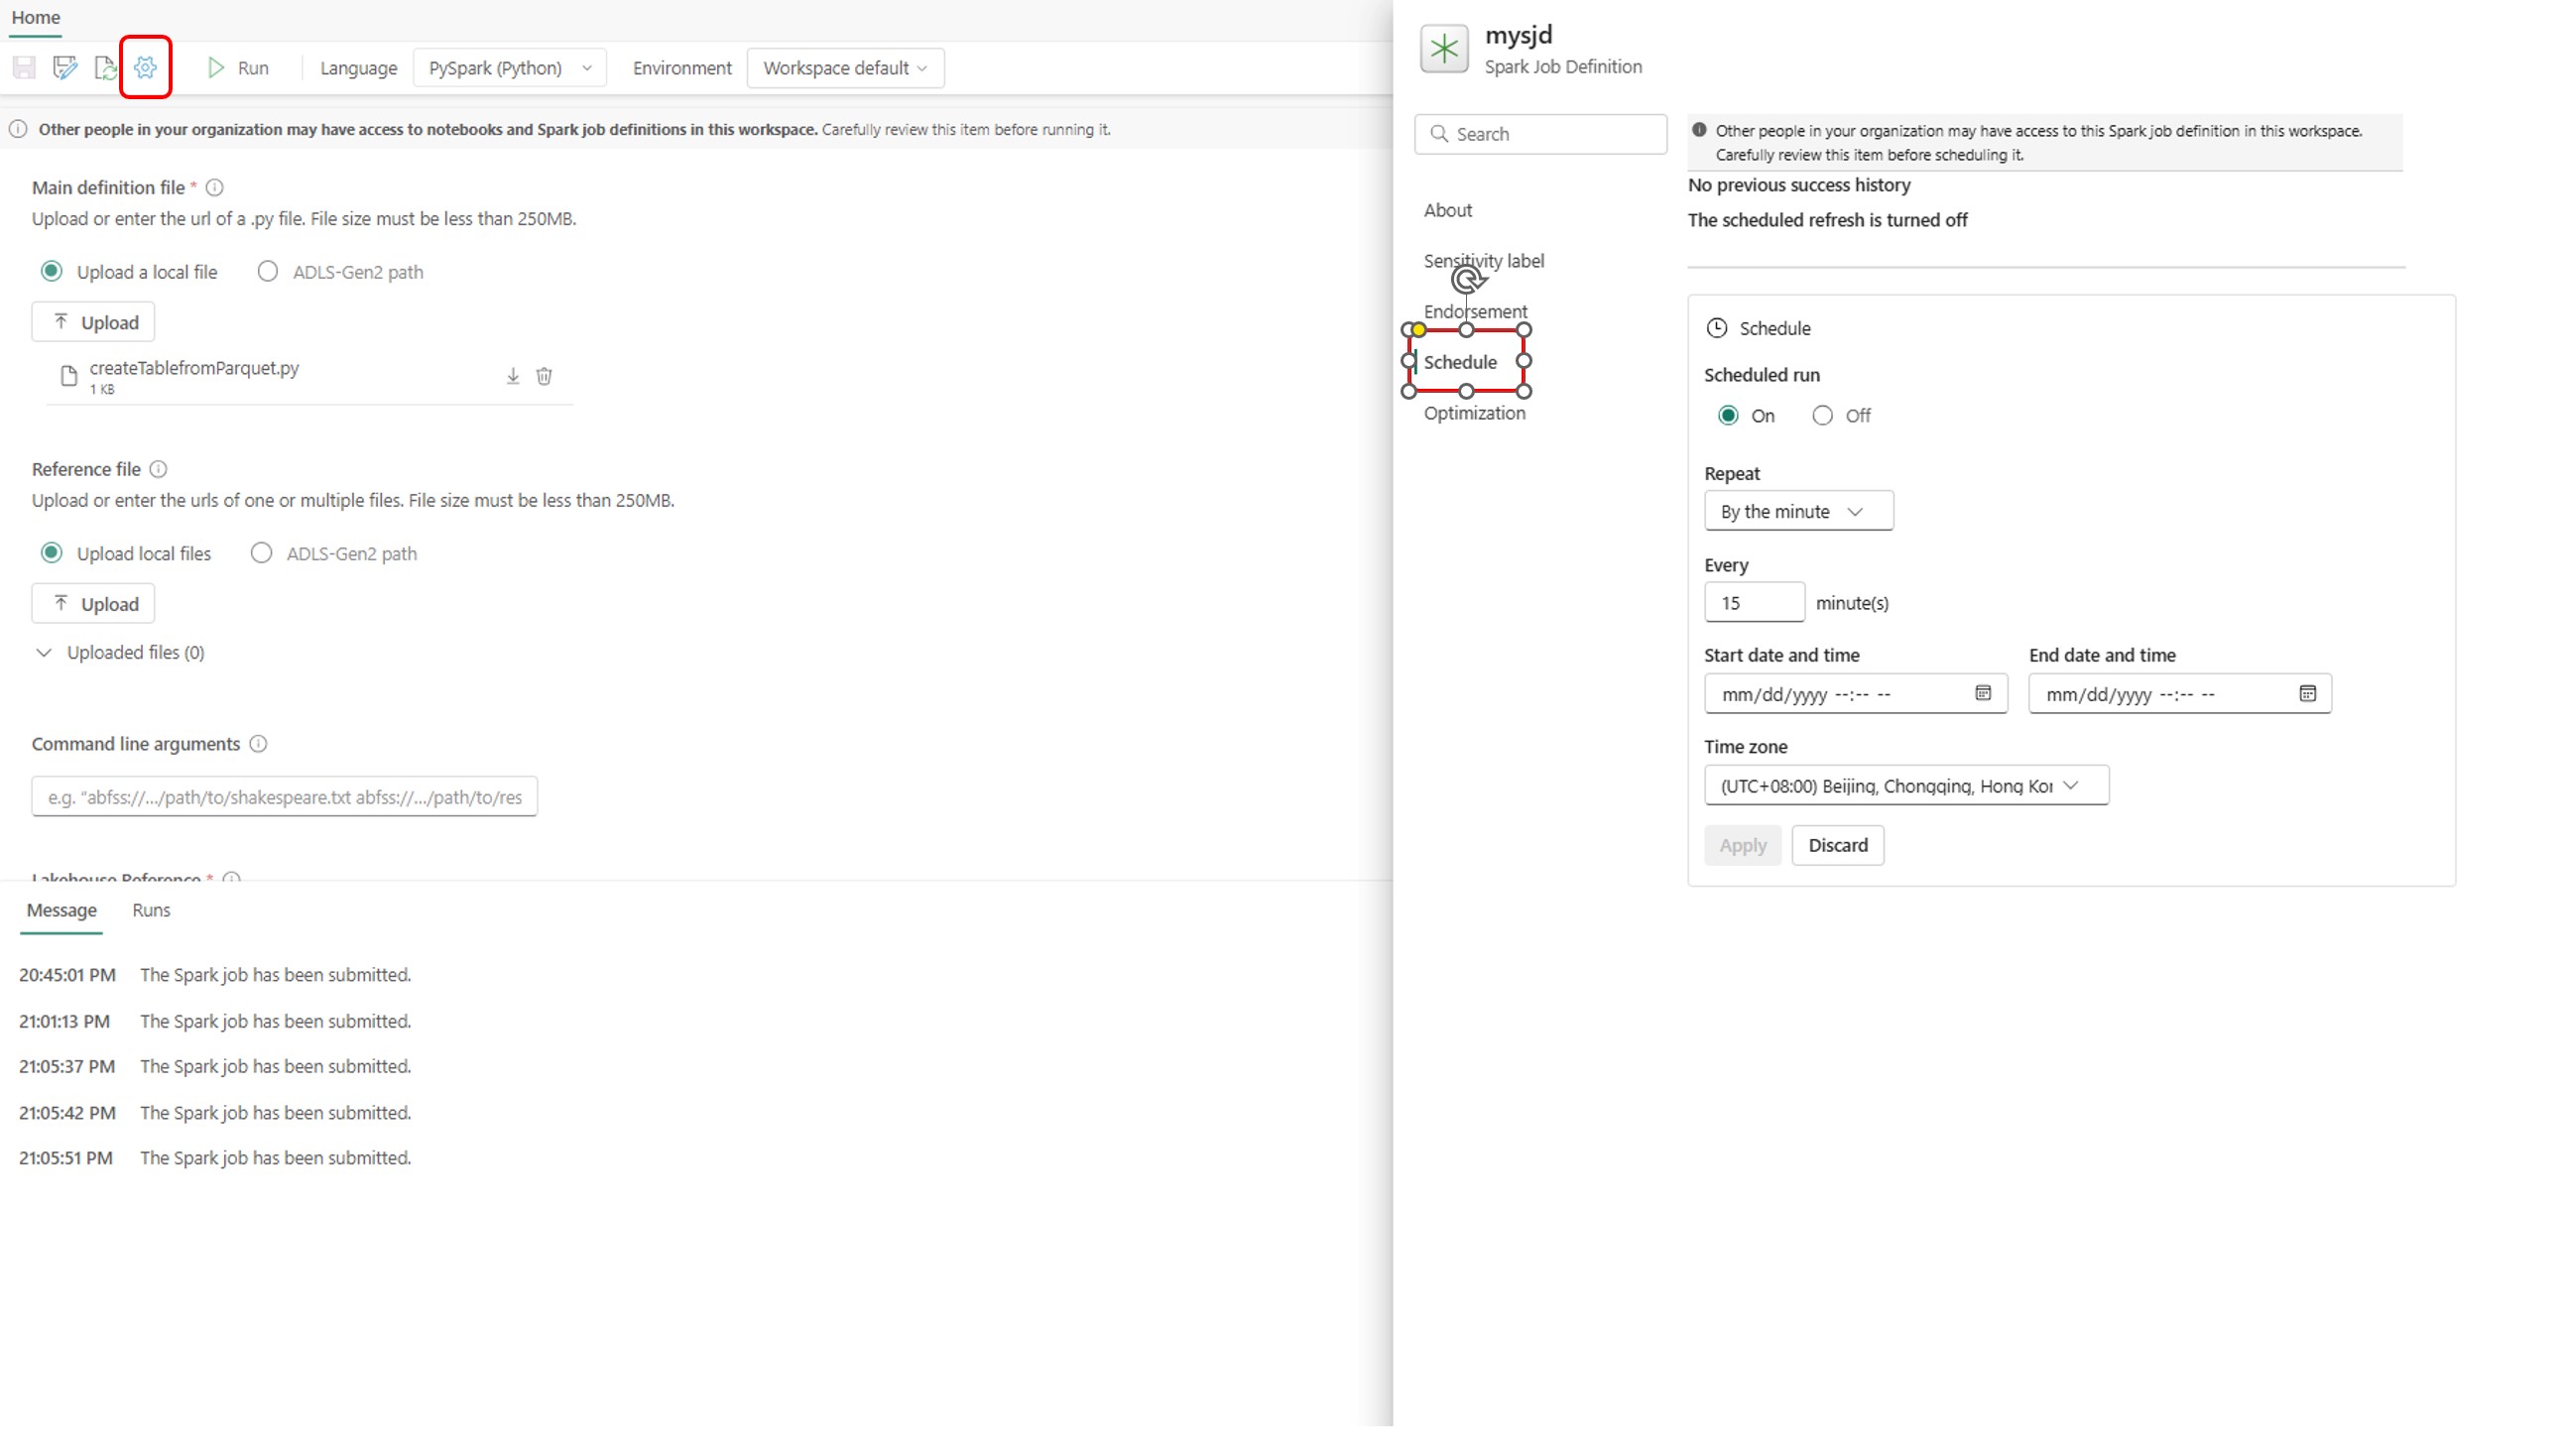 Home
Run
Language
PySpark (Python)
Environment
Workspace default
Other people in your organization may have access to notebooks and Spark job definitions in this workspace. Carefully review this item before running it.
Main definition file *
Upload or enter the url of a .py file. File size must be less than 250MB.
Upload a local file
ADLS-Gen2 path
Upload
createTablefromParquet.py
1 KB
Reference file
Upload or enter the urls of one or multiple files. File size must be less than 250MB.
Upload local files
ADLS-Gen2 path
Upload
Uploaded files (0)
Command line arguments
e.g. "abfss://.../path/to/shakespeare.txt abfss://.../path/to/res
Lakehouse Reference *
Message
Runs
20:45:01 PM The Spark job has been submitted.
21:01:13 PM The Spark job has been submitted.
21:05:37 PM The Spark job has been submitted.
21:05:42 PM The Spark job has been submitted.
21:05:51 PM The Spark job has been submitted.
mysjd
Spark Job Definition
Search
About
Sensitivity label
Endorsement
Schedule
Optimization
Other people in your organization may have access to this Spark job definition in this workspace.
Carefully review this item before scheduling it.
No previous success history
The scheduled refresh is turned off
Schedule
Scheduled run
On
Off
Repeat
By the minute
Every
15 minute(s)
Start date and time
End date and time
mm/dd/yyyy --:-- --
mm/dd/yyyy --:-- --
Time zone
(UTC+08:00) Beijing, Chongqing, Hong Kor
Apply
Discard